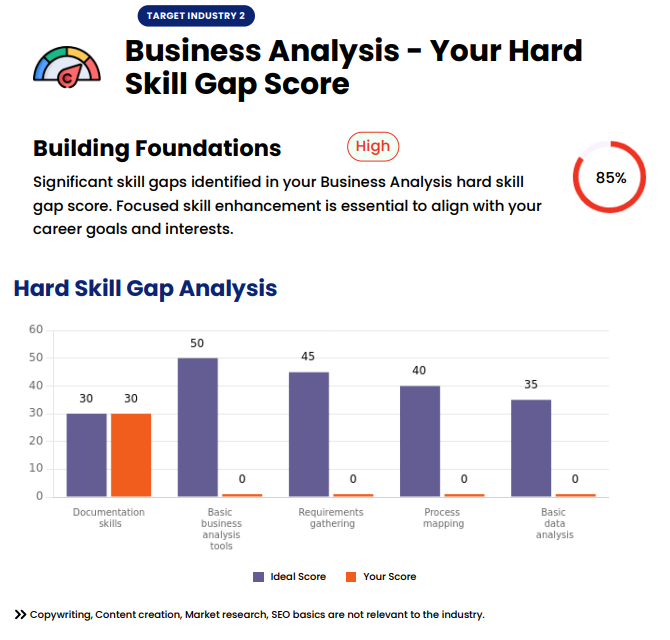 TARGET INDUSTRY 2
Business Analysis - Your Hard
Skill Gap Score
C
Building Foundations
High
Significant skill gaps identified in your Business Analysis hard skill
gap score. Focused skill enhancement is essential to align with your
career goals and interests.
85%
Hard Skill Gap Analysis
60
50
40
30
20
10
0
30 30
50 0
45 0
40 0
35 0
Documentation
skills
Basic
business
analysis
tools
Requirements
gathering
Process
mapping
Basic
data
analysis
Ideal Score
Your Score
Copywriting, Content creation, Market research, SEO basics are not relevant to the industry.